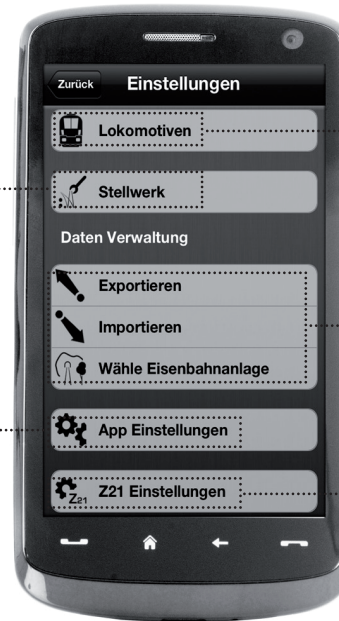 Zurück Einstellungen
Lokomotiven
Stellwerk
Daten Verwaltung
Exportieren
Importieren
Wähle Eisenbahnanlage
App Einstellungen
Z21 Z21 Einstellungen